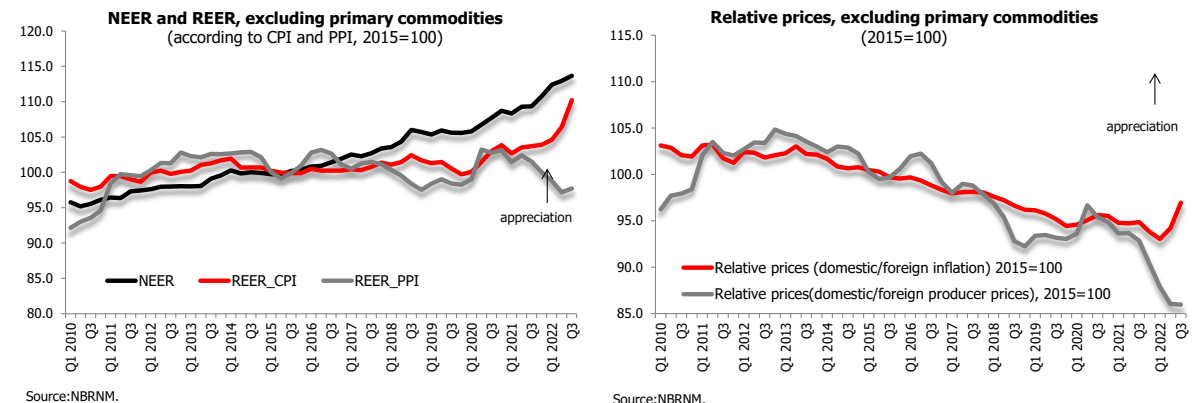 NEER and REER, excluding primary commodities
(according to CPI and PPI, 2015=100)
120.0
115.0
110.0
105.0
100.0
95.0
90.0
85.0
80.0
appreciation
NEER
REER_CPI
REER_PPI
Q1 2010
Q3
Q1 2011
Q3
Q1 2012
Q3
Q1 2013
Q3
Q1 2014
Q3
Q1 2015
Q3
Q1 2016
Q3
Q1 2017
Q3
Q1 2018
Q3
Q1 2019
Q3
Q1 2020
Q3
Q1 2021
Q3
Q1 2022
Q3
Source:NBRNM.
Relative prices, excluding primary commodities
(2015=100)
115.0
110.0
105.0
100.0
95.0
90.0
85.0
appreciation
Relative prices (domestic/foreign inflation) 2015=100
Relative prices(domestic/foreign producer prices), 2015=100
Q1 2010
Q3
Q1 2011
Q3
Q1 2012
Q3
Q1 2013
Q3
Q1 2014
Q3
Q1 2015
Q3
Q1 2016
Q3
Q1 2017
Q3
Q1 2018
Q3
Q1 2019
Q3
Q1 2020
Q3
Q1 2021
Q3
Q1 2022
Q3
Source:NBRNM.